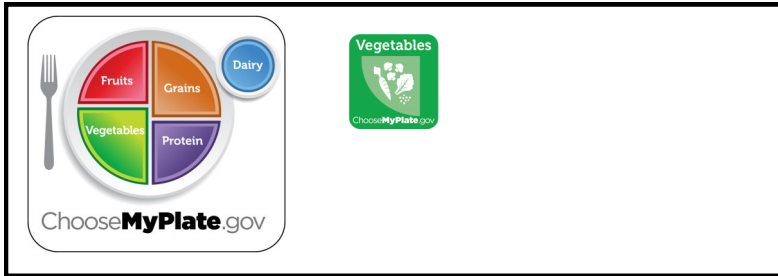 Fruits
Grains
Dairy
Vegetables
Protein
ChooseMyPlate.gov
Vegetables
ChooseMyPlate.gov